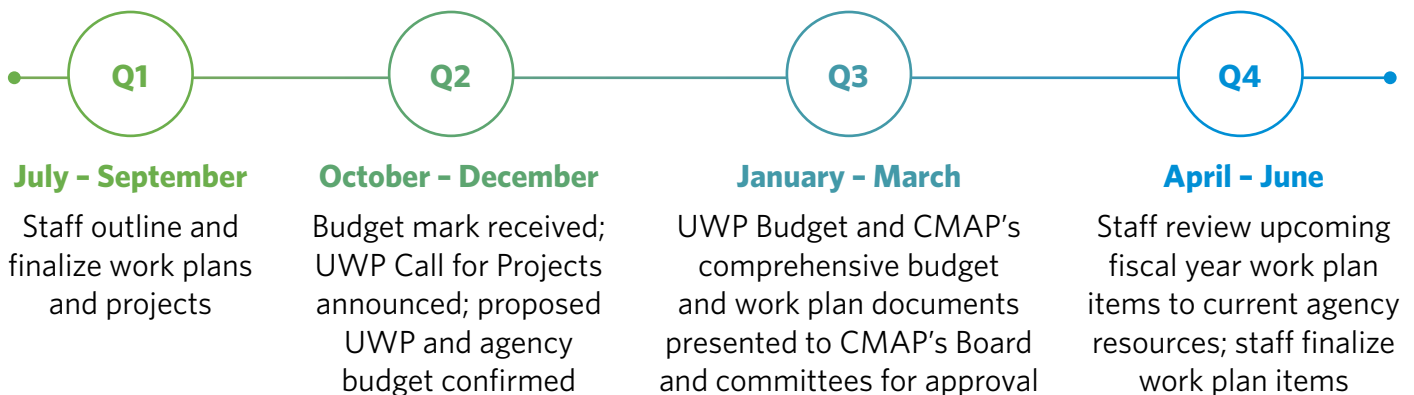 Q1
July – September
Staff outline and
finalize work plans
and projects
Q2
October – December
Budget mark received;
UWP Call for Projects
announced; proposed
UWP and agency
budget confirmed
Q3
January – March
UWP Budget and CMAP’s
comprehensive budget
and work plan documents
presented to CMAP’s Board
and committees for approval
Q4
April – June
Staff review upcoming
fiscal year work plan
items to current agency
resources; staff finalize
work plan items